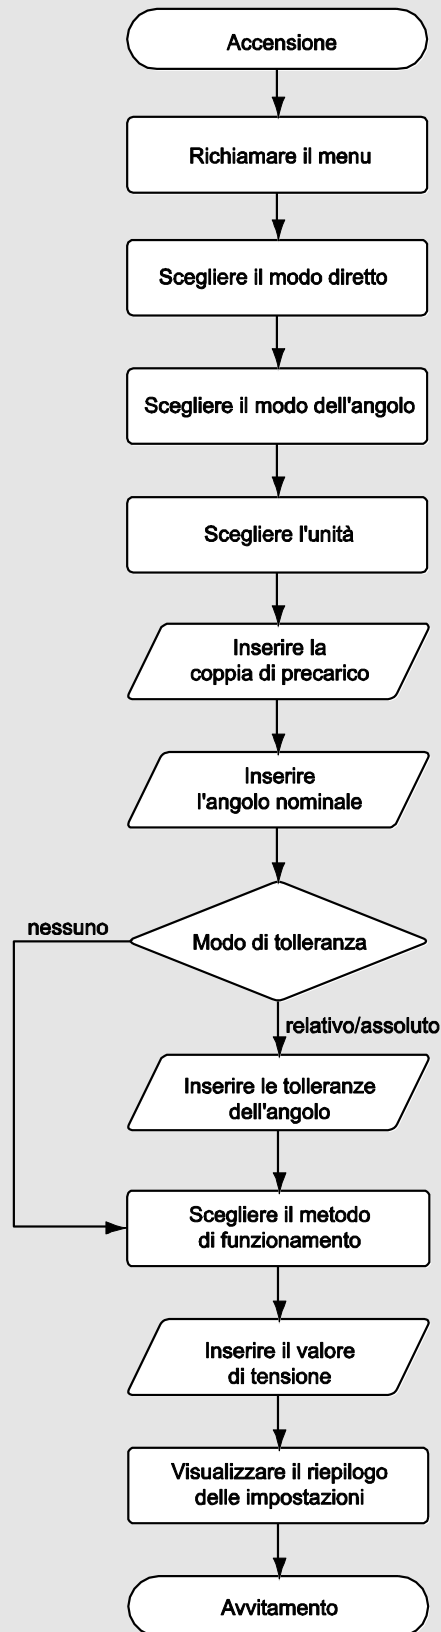 Accensione
Richiamare il menu
Scegliere il modo diretto
Scegliere il modo dell'angolo
Scegliere l'unità
Inserire la
coppia di precarico
Inserire
l'angolo nominale
nessuno
Modo di tolleranza
relativo/assoluto
Inserire le tolleranze
dell'angolo
Scegliere il metodo
di funzionamento
Inserire il valore
di tensione
Visualizzare il riepilogo
delle impostazioni
Avvitamento